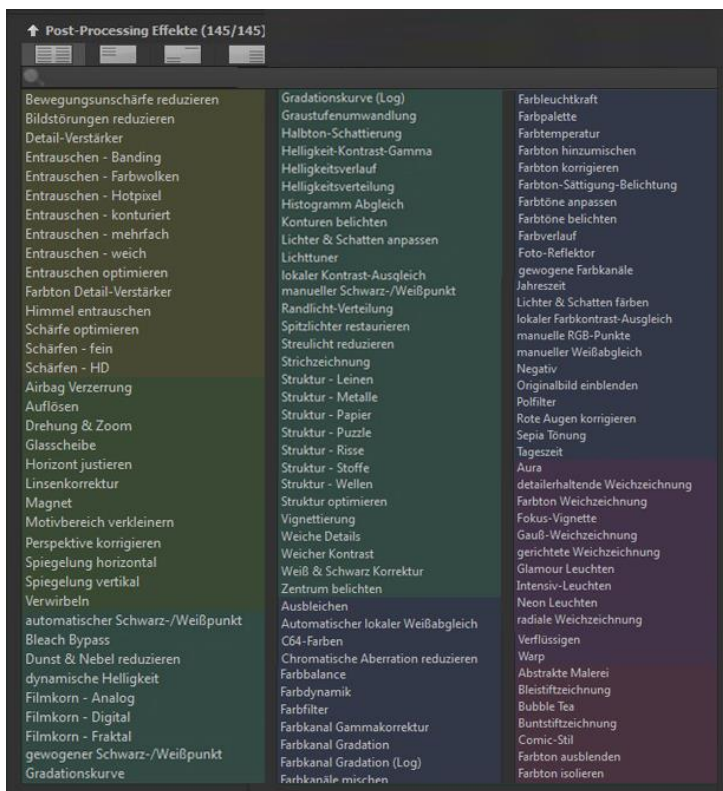 Post-Processing Effekte (145/145)
Bewegungsunschärfe reduzieren
Bildstörungen reduzieren
Detail-Verstärker
Entrauschen - Banding
Entrauschen - Farbwolken
Entrauschen - Hotpixel
Entrauschen - konturiert
Entrauschen - mehrfach
Entrauschen - weich
Entrauschen optimieren
Farbton Detail-Verstärker
Himmel entrauschen
Schärfe optimieren
Schärfen - fein
Schärfen - HD
Airbag Verzerrung
Auflösen
Drehung & Zoom
Glasscheibe
Horizont justieren
Linsenkorrektur
Magnet
Motivbereich verkleinern
Perspektive korrigieren
Spiegelung horizontal
Spiegelung vertikal
Verwirbeln
automatischer Schwarz-/Weißpunkt
Bleach Bypass
Dunst & Nebel reduzieren
dynamische Helligkeit
Filmkorn - Analog
Filmkorn - Digital
Filmkorn - Fraktal
gewogener Schwarz-/Weißpunkt
Gradationskurve
Gradationskurve (Log)
Graustufenumwandlung
Halbton-Schattierung
Helligkeit-Kontrast-Gamma
Helligkeitsverlauf
Helligkeitsverteilung
Histogramm Abgleich
Konturen belichten
Lichter & Schatten anpassen
Lichttuner
lokaler Kontrast-Ausgleich
manueller Schwarz-/Weißpunkt
Randlicht-Verteilung
Spitzlichter restaurieren
Streulicht reduzieren
Strichzeichnung
Struktur - Leinen
Struktur - Metalle
Struktur - Papier
Struktur - Puzzle
Struktur - Risse
Struktur - Stoffe
Struktur - Wellen
Struktur optimieren
Vignettierung
Weiche Details
Weicher Kontrast
Weiß & Schwarz Korrektur
Zentrum belichten
Ausbleichen
Automatischer lokaler Weißabgleich
C64-Farben
Chromatische Aberration reduzieren
Farbbalance
Farbdynamik
Farbfilter
Farbkanal Gammakorrektur
Farbkanal Gradation
Farbkanal Gradation (Log)
Farbkanäle mischen
Farbleuchtkraft
Farbpalette
Farbtemperatur
Farbton hinzumischen
Farbton korrigieren
Farbton-Sättigung-Belichtung
Farbtöne anpassen
Farbtöne belichten
Farbverlauf
Foto-Reflektor
gewogene Farbkanäle
Jahreszeit
Lichter & Schatten färben
lokaler Farbkontrast-Ausgleich
manuelle RGB-Punkte
manueller Weißabgleich
Negativ
Originalbild einblenden
Polfilter
Rote Augen korrigieren
Sepia Tönung
Tageszeit
Aura
detailerhaltende Weichzeichnung
Farbton Weichzeichnung
Fokus-Vignette
Gauß-Weichzeichnung
gerichtete Weichzeichnung
Glamour Leuchten
Intensiv-Leuchten
Neon Leuchten
radiale Weichzeichnung
Verflüssigen
Warp
Abstrakte Malerei
Bleistiftzeichnung
Bubble Tea
Buntstiftzeichnung
Comic-Stil
Farbton ausblenden
Farbton isolieren